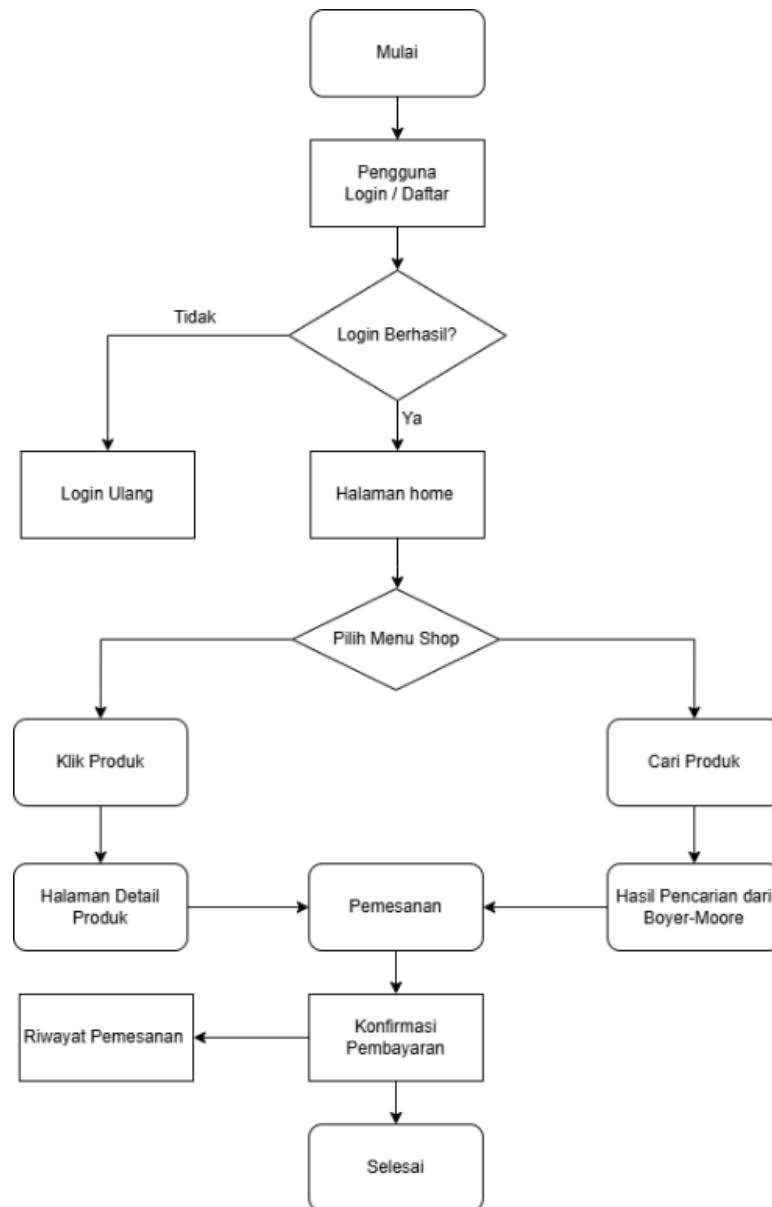 Mulai
Pengguna
Login / Daftar
Tidak
Login Berhasil?
Ya
Login Ulang
Halaman home
Pilih Menu Shop
Klik Produk
Cari Produk
Halaman Detail
Produk
Pemesanan
Hasil Pencarian dari
Boyer-Moore
Riwayat Pemesanan
Konfirmasi
Pembayaran
Selesai